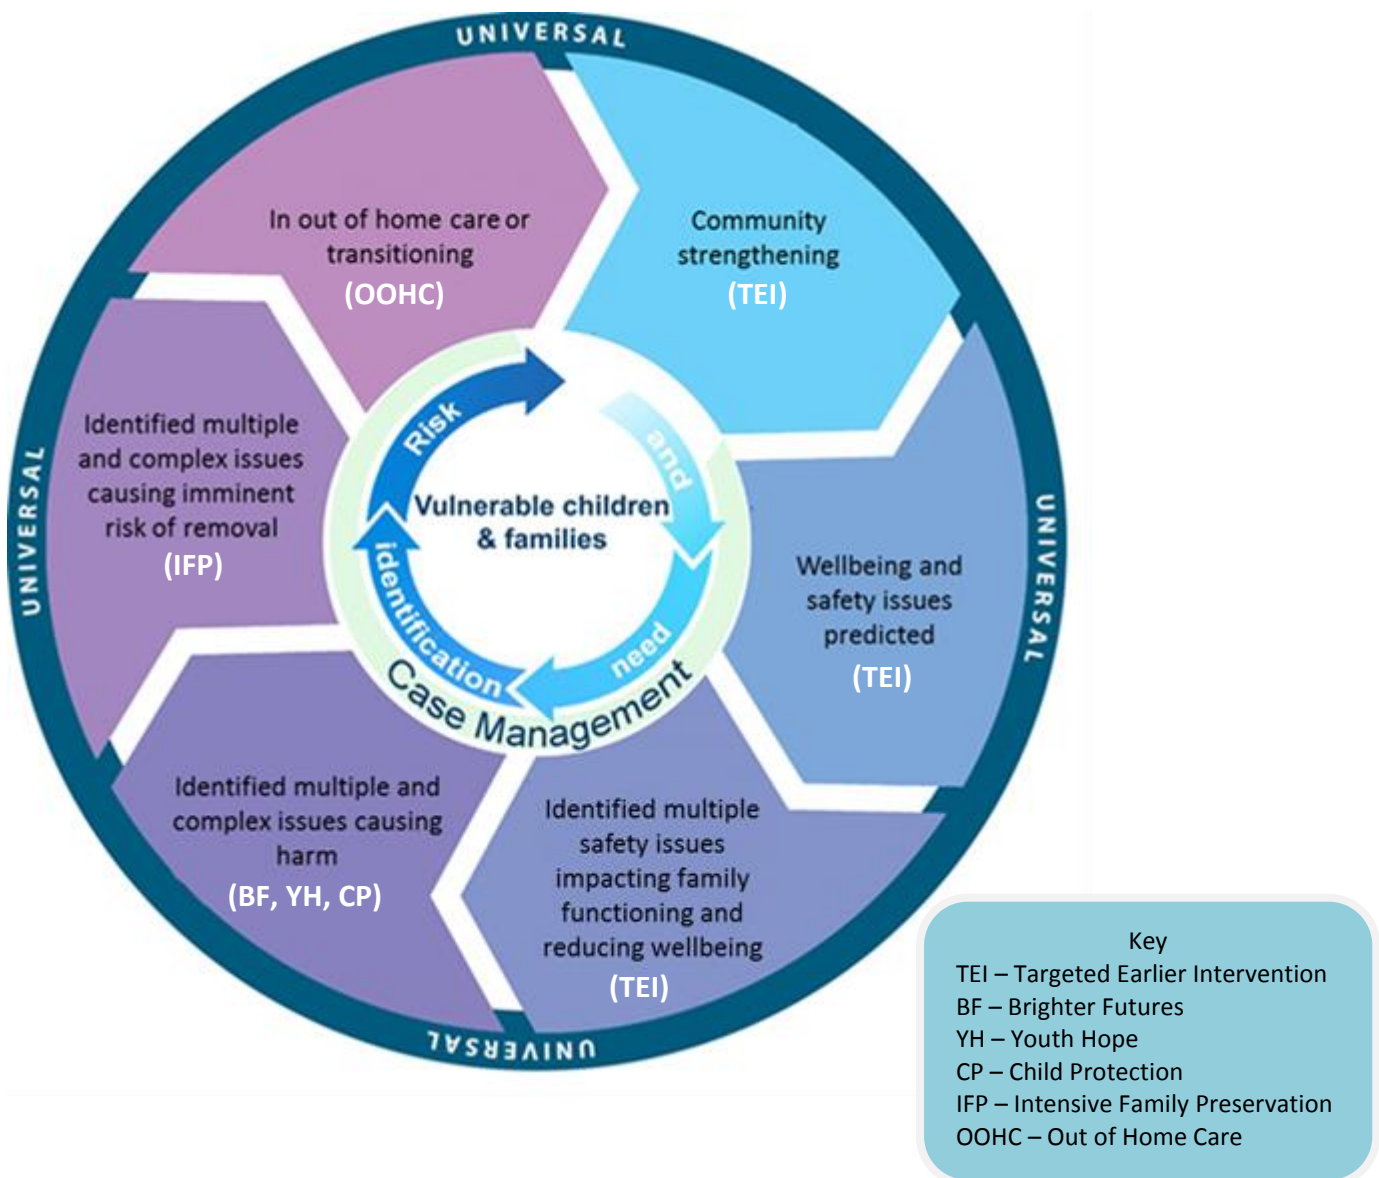 UNIVERSAL
In out of home care or
transitioning
(OOHC)
Community
strengthening
(TEI)
Identified multiple
and complex issues
causing imminent
risk of removal
(IFP)
UNIVERSAL
Risk
and
need
identification
Vulnerable children
& families
Case Management
Wellbeing and
safety issues
predicted
(TEI)
UNIVERSAL
Identified multiple and
complex issues causing
harm
(BF, YH, CP)
Identified multiple
safety issues
impacting family
functioning and
reducing wellbeing
(TEI)
UNIVERSAL
Key
TEI – Targeted Earlier Intervention
BF – Brighter Futures
YH – Youth Hope
CP – Child Protection
IFP – Intensive Family Preservation
OOHC – Out of Home Care